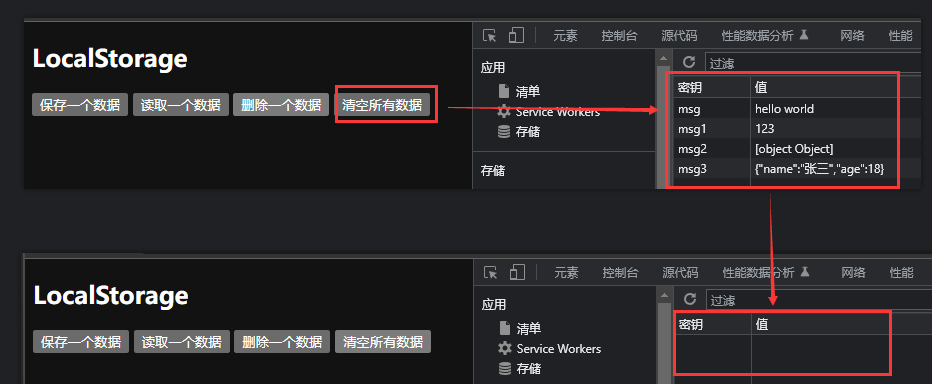 元素 控制台 源代码 性能数据分析 网络 性能
LocalStorage
应用
过滤
保存一个数据 读取一个数据 删除一个数据 清空所有数据
清单
密钥 值
Service Workers
msg hello world
存储
msg1 123
msg2 [object Object]
存储
msg3 {"name":"张三","age":18}
元素 控制台 源代码 性能数据分析 网络 性能
LocalStorage
应用
过滤
保存一个数据 读取一个数据 删除一个数据 清空所有数据
清单
密钥 值
Service Workers
存储